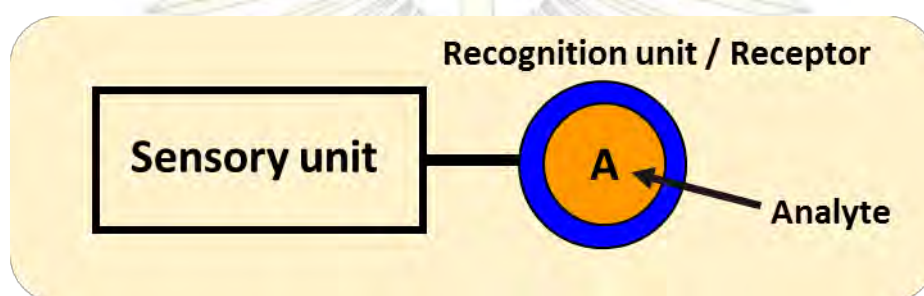 Recognition unit / Receptor
Sensory unit
A
Analyte